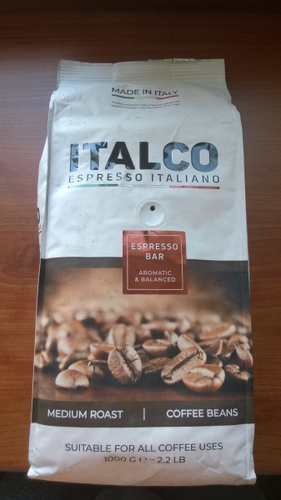 MADE IN ITALY
ITALCO
ESPRESSO ITALIANO
ESPRESSO
BAR
AROMATIC
& BALANCED
MEDIUM ROAST | COFFEE BEANS
SUITABLE FOR ALL COFFEE USES
1000 G ℮ ~ 2.2 LB